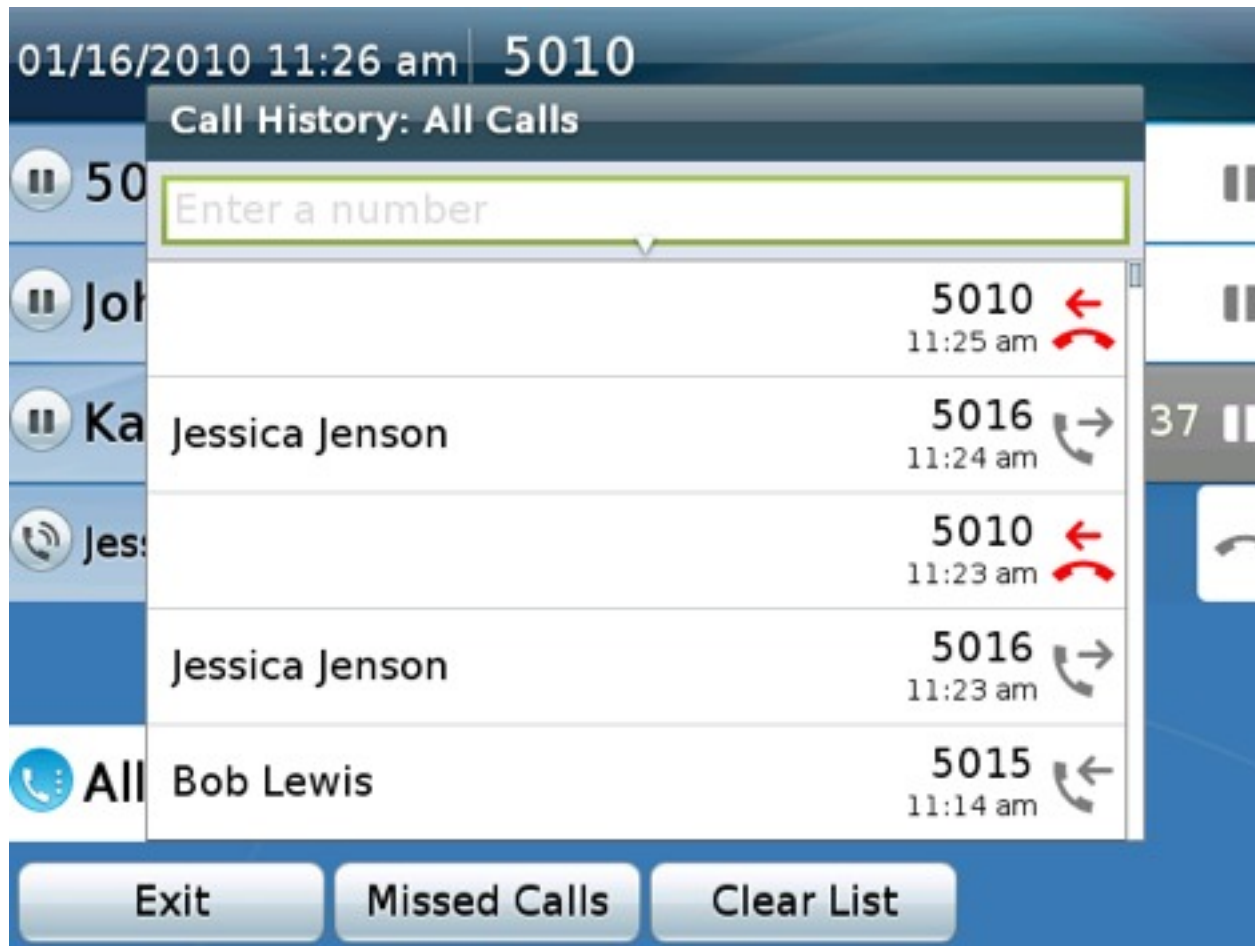 01/16/2010 11:26 am 5010
Call History: All Calls
Enter a number
50
Joh
Ka
Jess
All
5010
11:25 am
Jessica Jenson 5016
11:24 am
37
5010
11:23 am
Jessica Jenson 5016
11:23 am
Bob Lewis 5015
11:14 am
Exit Missed Calls Clear List